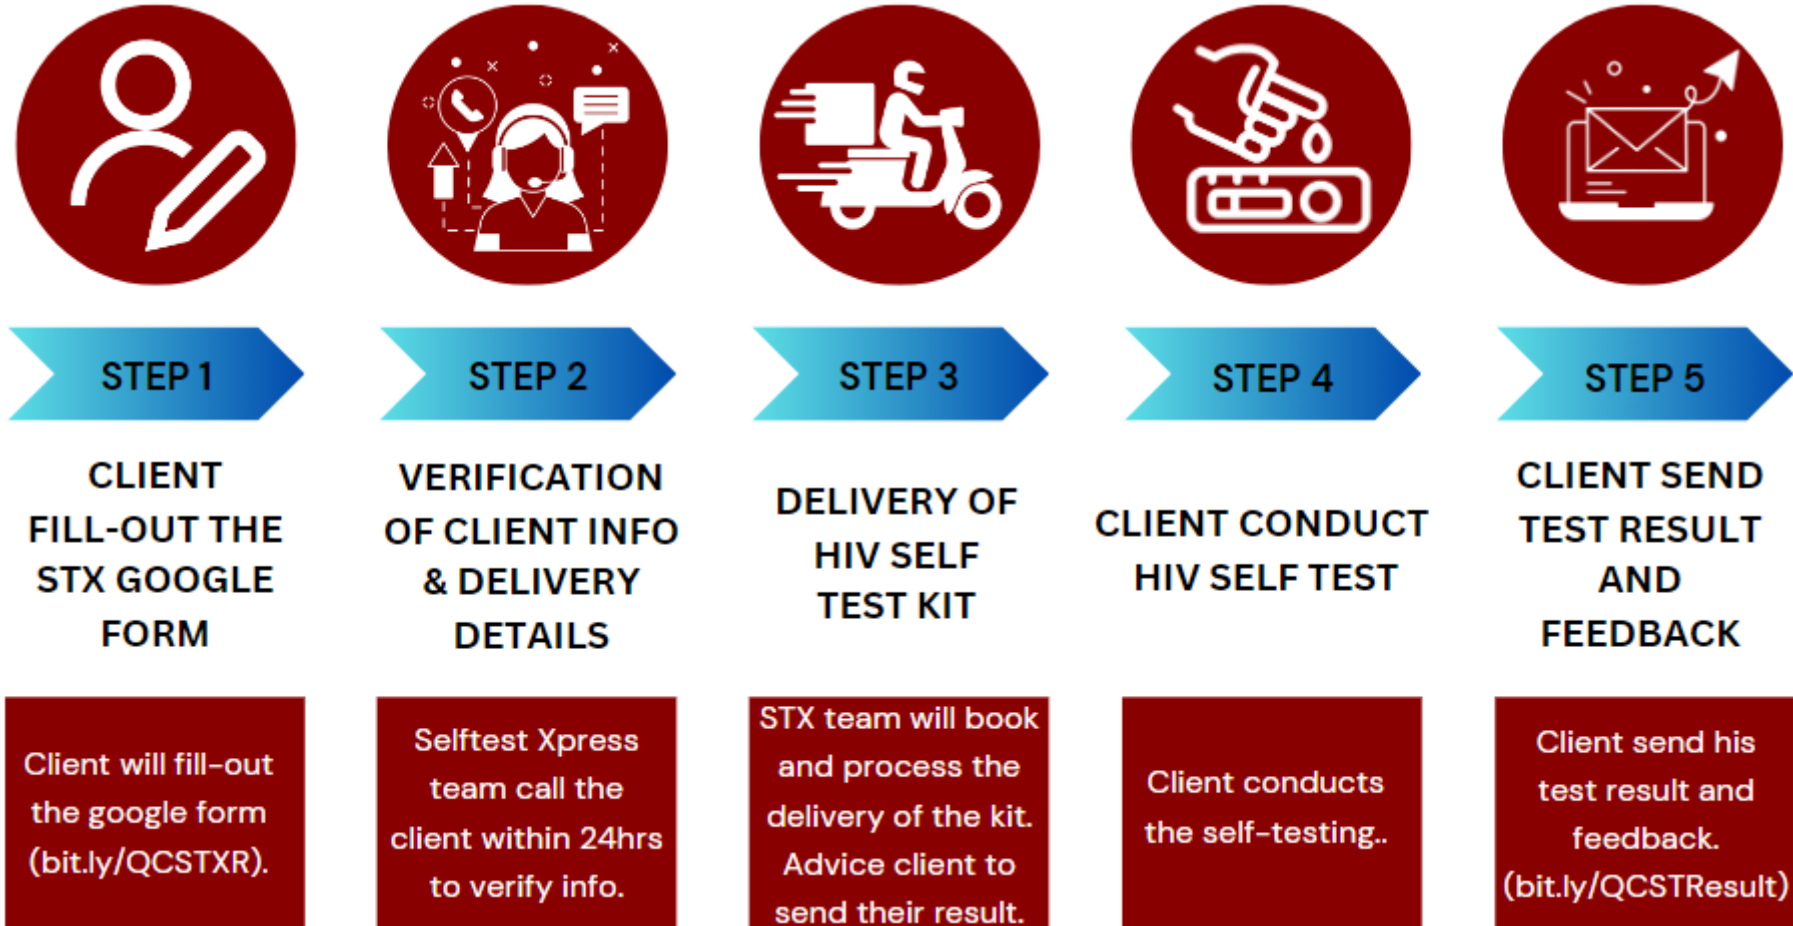 STEP 1
STEP 2
STEP 3
STEP 4
STEP 5
CLIENT
FILL-OUT THE
STX GOOGLE
FORM
VERIFICATION
OF CLIENT INFO
& DELIVERY
DETAILS
DELIVERY OF
HIV SELF
TEST KIT
CLIENT CONDUCT
HIV SELF TEST
CLIENT SEND
TEST RESULT
AND
FEEDBACK
Client will fill-out
the google form
(bit.ly/QCSTXR).
Selftest Xpress
team call the
client within 24hrs
to verify info.
STX team will book
and process the
delivery of the kit.
Advice client to
send their result.
Client conducts
the self-testing..
Client send his
test result and
feedback.
(bit.ly/QCSTResult)